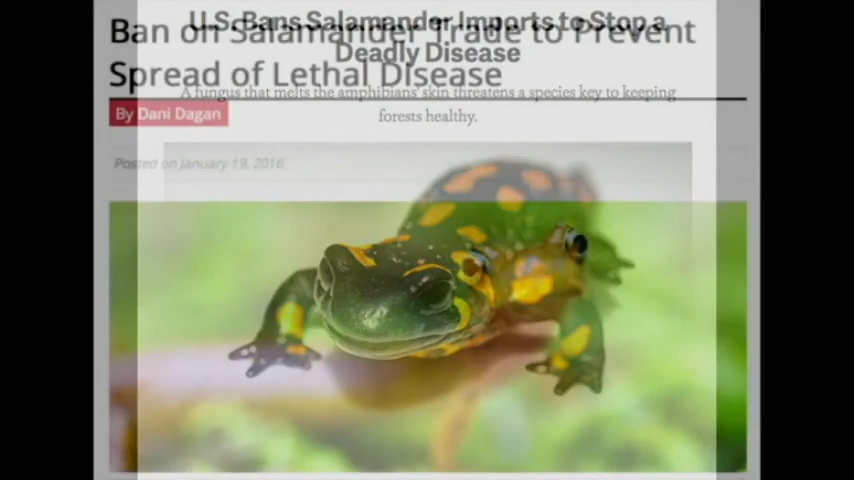 U.S. Bans Salamander Imports to Stop a
Deadly Disease
A fungus that melts the amphibians' skin threatens a species key to keeping
forests healthy.
Ban on Salamander Trade to Prevent
Spread of Lethal Disease
By Dani Dagan
Posted on January 19, 2016